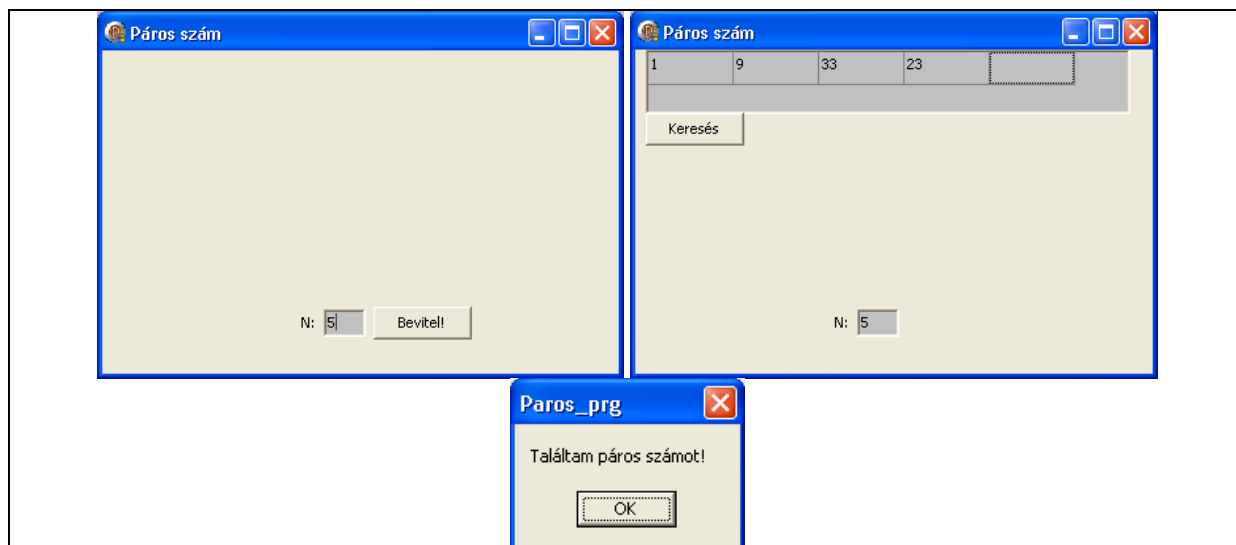 Páros szám
N: 5 Bevitel!
Páros szám
1 9 33 23
Keresés
N: 5
Paros_prg
Találtam páros számot!
OK